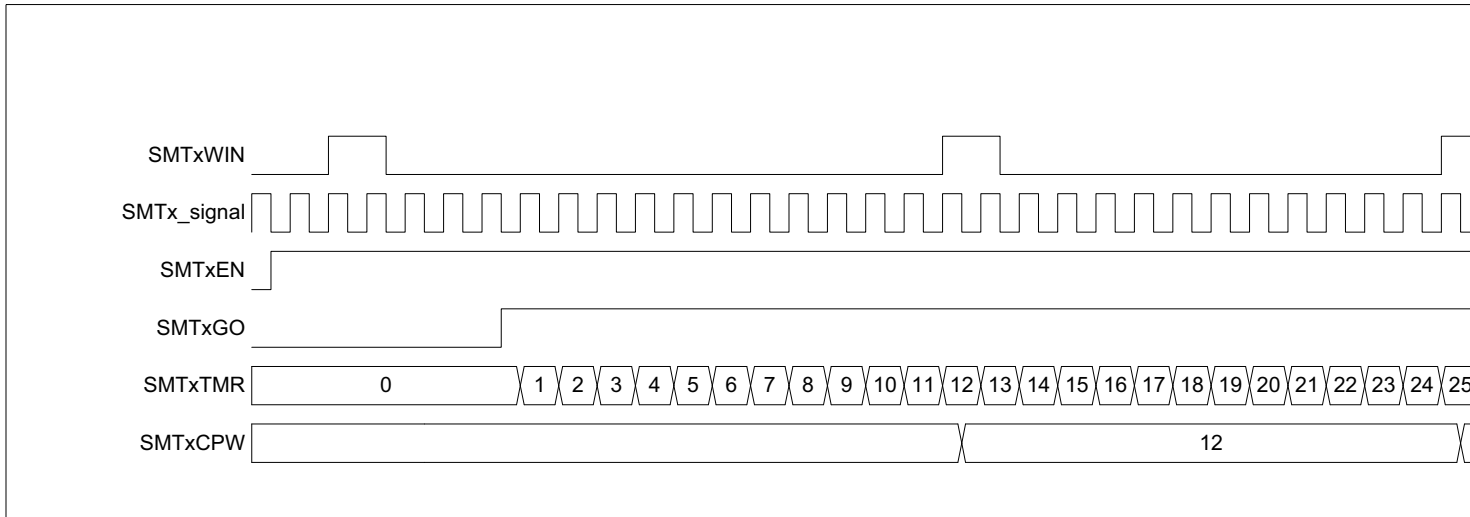 SMTxWIN
SMTx_signal
SMTxEN
SMTxGO
SMTxTMR 0 1 2 3 4 5 6 7 8 9 10 11 12 13 14 15 16 17 18 19 20 21 22 23 24 25
SMTxCPW 12